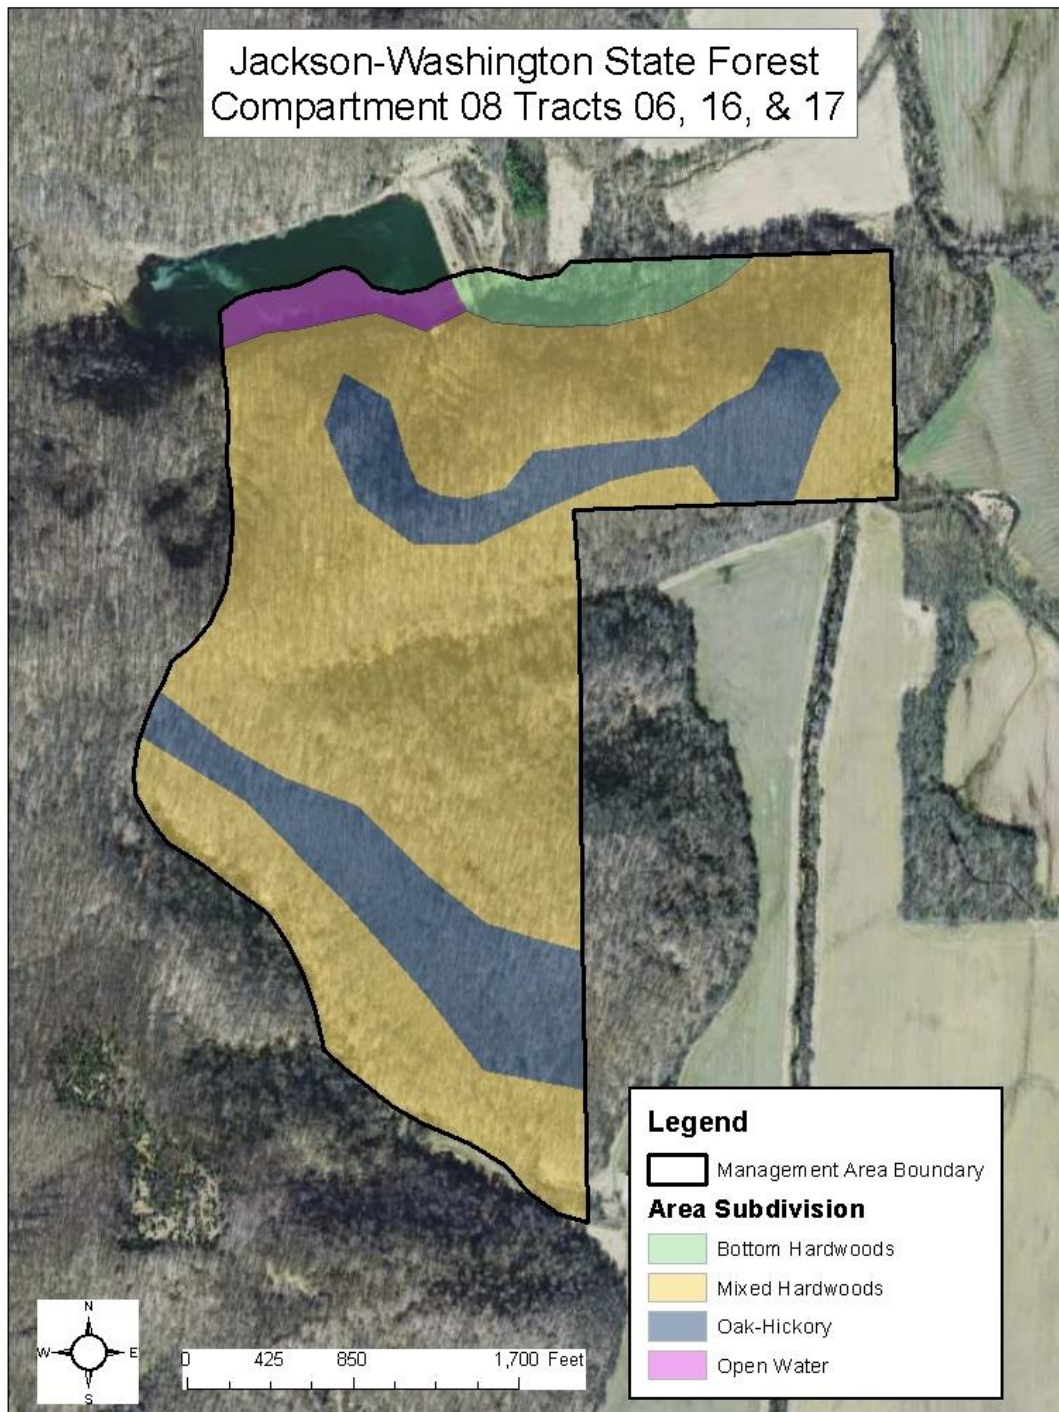 Jackson-Washington State Forest
Compartment 08 Tracts 06, 16, & 17
Legend
Management Area Boundary
Area Subdivision
Bottom Hardwoods
Mixed Hardwoods
Oak-Hickory
Open Water
N
W E
S
0 425 850 1,700 Feet